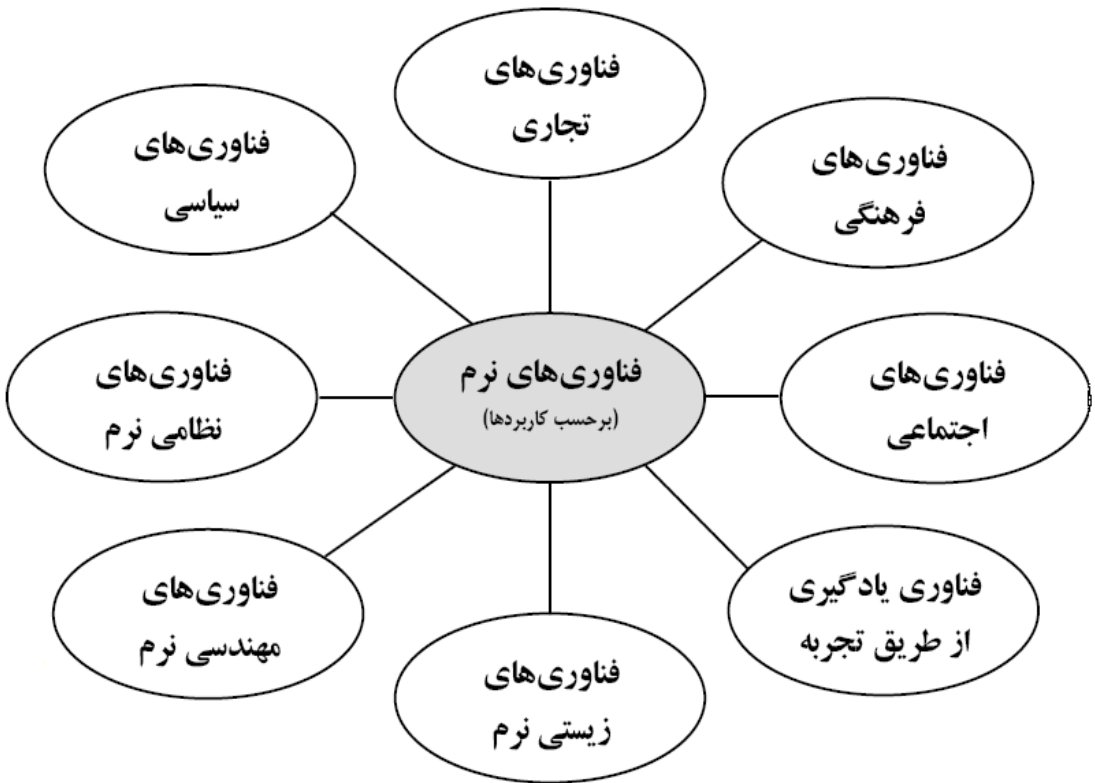 فناوری‌های
تجاری
فناوری‌های
فرهنگی
فناوری‌های
سیاسی
فناوری‌های
اجتماعی
فناوری‌های نرم
(برحسب کاربردها)
فناوری‌های
نظامی نرم
فناوری یادگیری
از طریق تجربه
فناوری‌های
مهندسی نرم
فناوری‌های
زیستی نرم